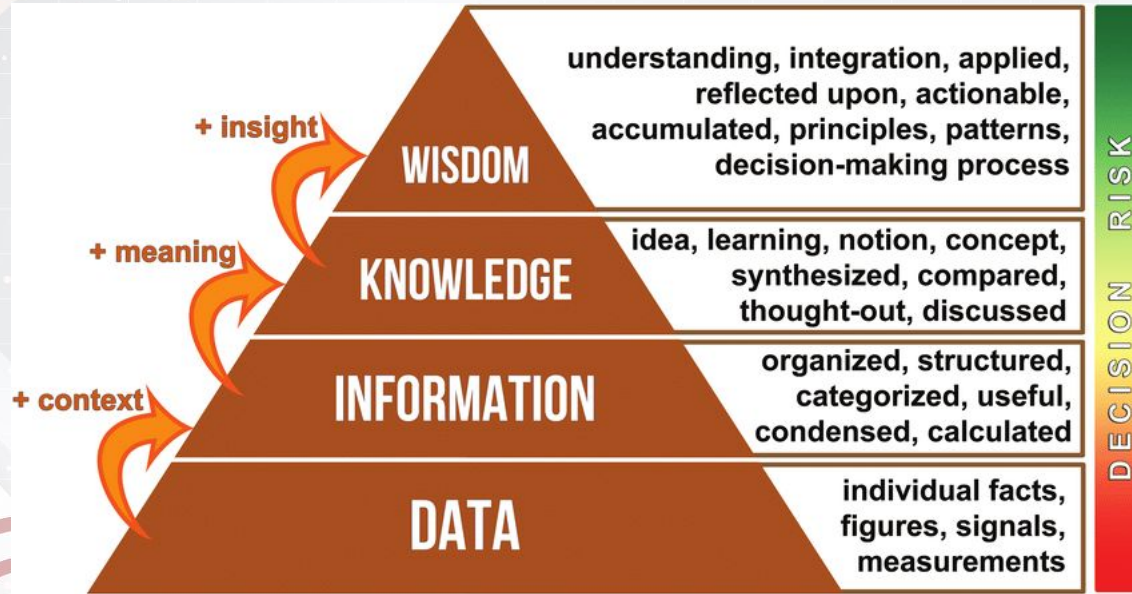 understanding, integration, applied,
reflected upon, actionable,
accumulated, principles, patterns,
decision-making process
+ insight
WISDOM
idea, learning, notion, concept,
synthesized, compared,
thought-out, discussed
+ meaning
KNOWLEDGE
organized, structured,
categorized, useful,
condensed, calculated
+ context
INFORMATION
individual facts,
figures, signals,
measurements
DATA
DECISION RISK